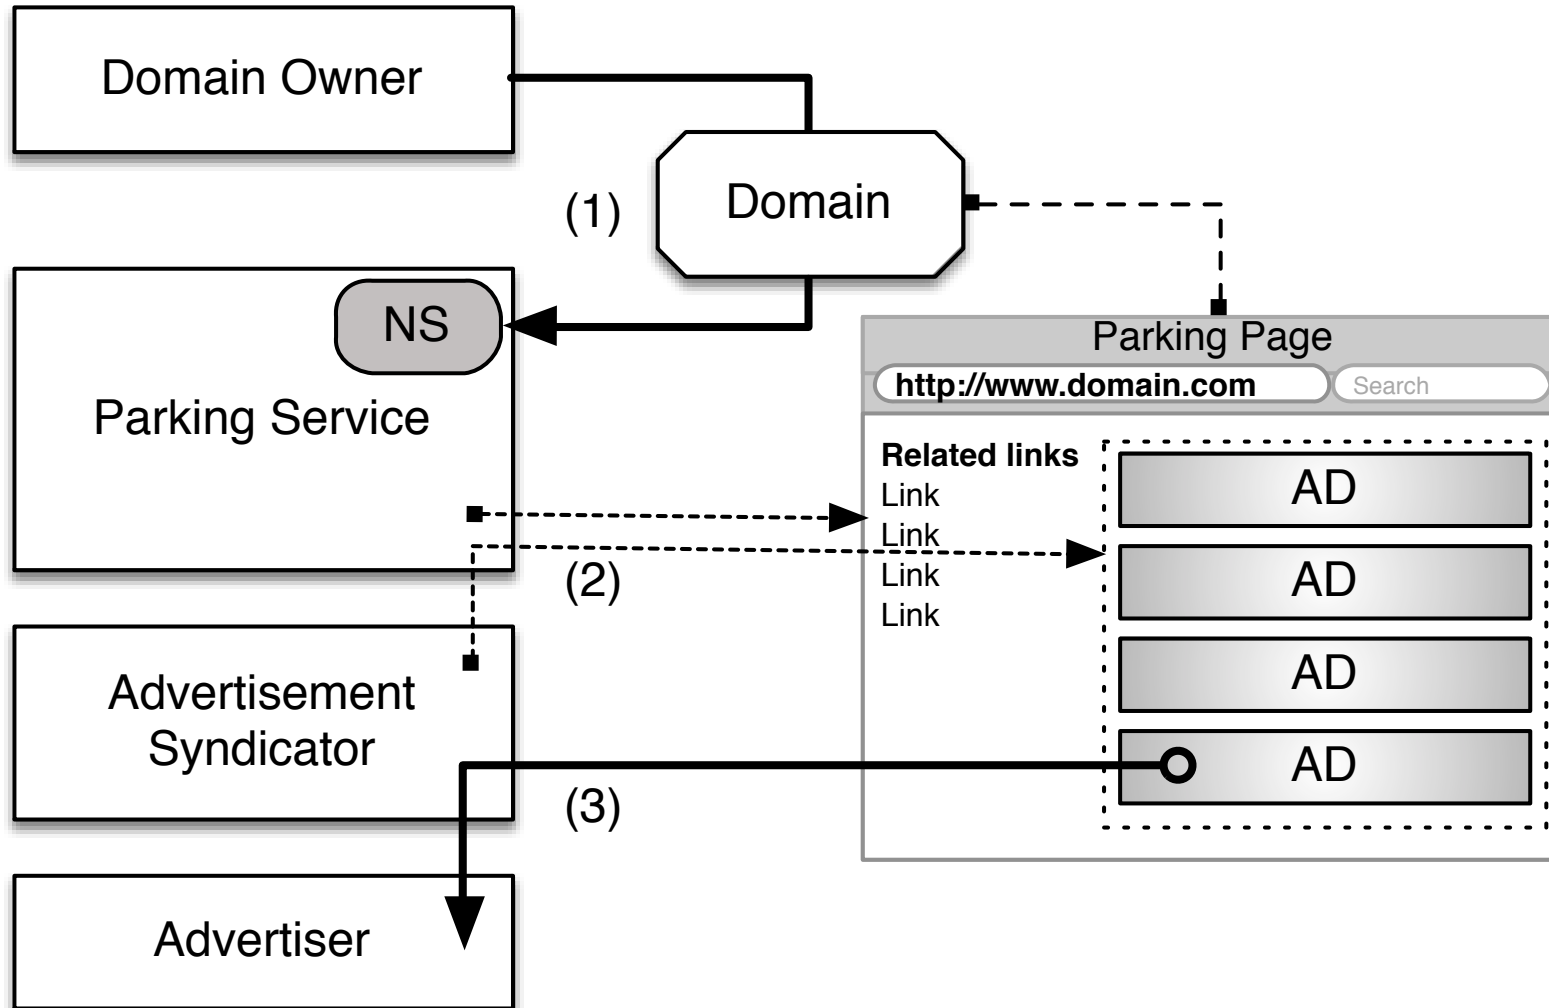 Domain Owner
(1)
Domain
NS
Parking Service
(2)
Advertisement
Syndicator
(3)
Advertiser
Parking Page
http://www.domain.com
Search
Related links
Link
Link
Link
Link
AD
AD
AD
AD